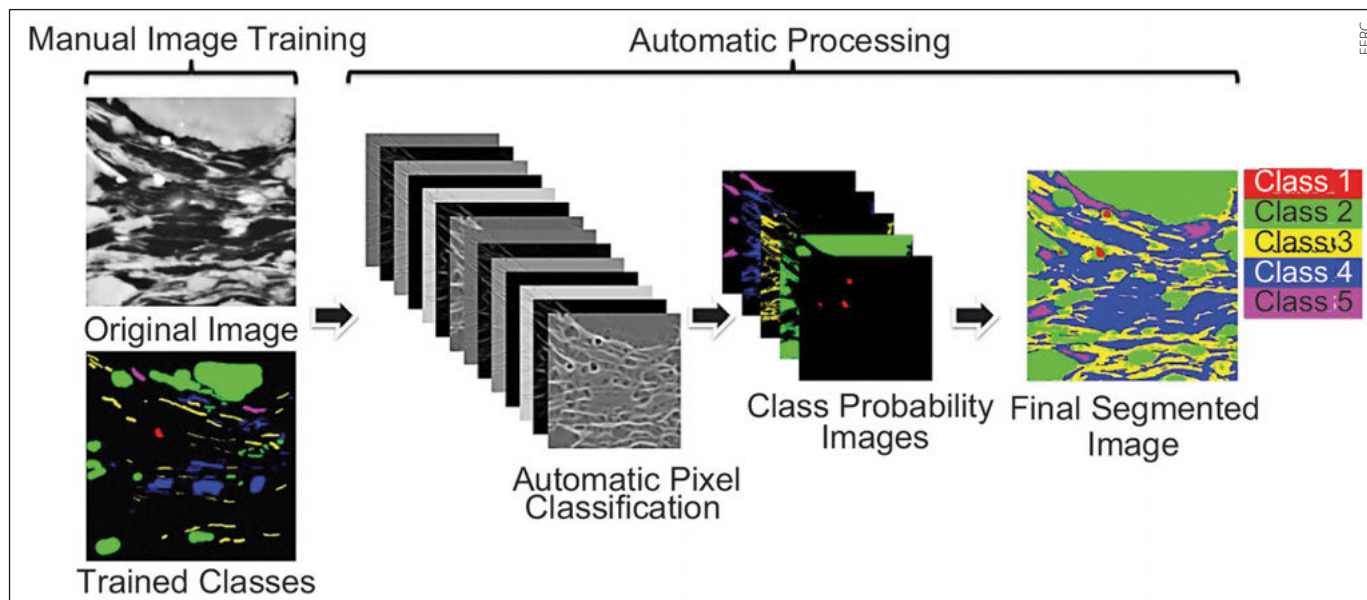 Manual Image Training
Automatic Processing
EERC
Original Image
Trained Classes
Automatic Pixel
Classification
Class Probability
Images
Final Segmented
Image
Class 1
Class 2
Class 3
Class 4
Class 5